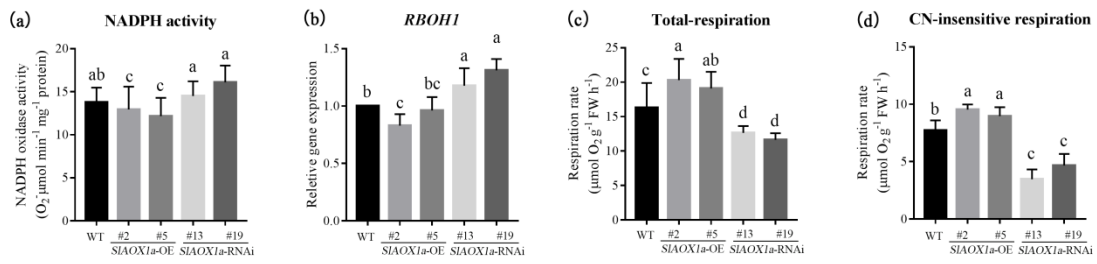 (a) NADPH activity
NADPH oxidase activity
(O₂⁻μmol min⁻¹ mg⁻¹ protein)
20
15
10
5
0
ab c c a a
WT #2 #5 #13 #19
SlAOX1a-OE SlAOX1a-RNAi
(b) RBOH1
Reletive gene expression
1.5
1.0
0.5
0.0
b c bc a a
WT #2 #5 #13 #19
SlAOX1a-OE SlAOX1a-RNAi
(c) Total-respiration
Respiration rate
(μmol O₂ g⁻¹ FW h⁻¹)
25
20
15
10
5
0
c a ab d d
WT #2 #5 #13 #19
SlAOX1a-OE SlAOX1a-RNAi
(d) CN-insensitive respiration
Respiration rate
(μmol O₂ g⁻¹ FW h⁻¹)
15
10
5
0
b a a c c
WT #2 #5 #13 #19
SlAOX1a-OE SlAOX1a-RNAi